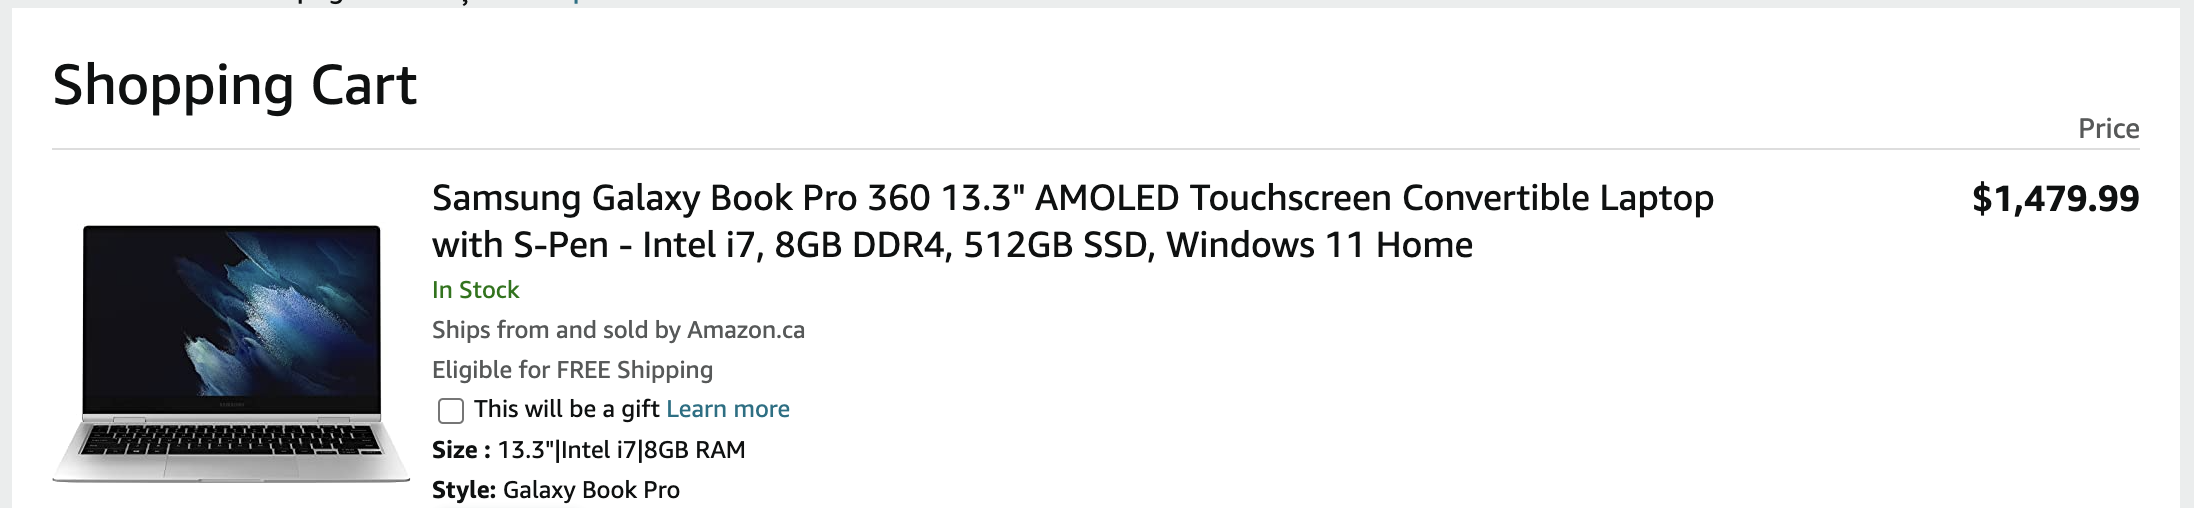 Shopping Cart
Price
Samsung Galaxy Book Pro 360 13.3" AMOLED Touchscreen Convertible Laptop
with S-Pen - Intel i7, 8GB DDR4, 512GB SSD, Windows 11 Home
$1,479.99
In Stock
Ships from and sold by Amazon.ca
Eligible for FREE Shipping
This will be a gift Learn more
Size : 13.3"|Intel i7|8GB RAM
Style: Galaxy Book Pro